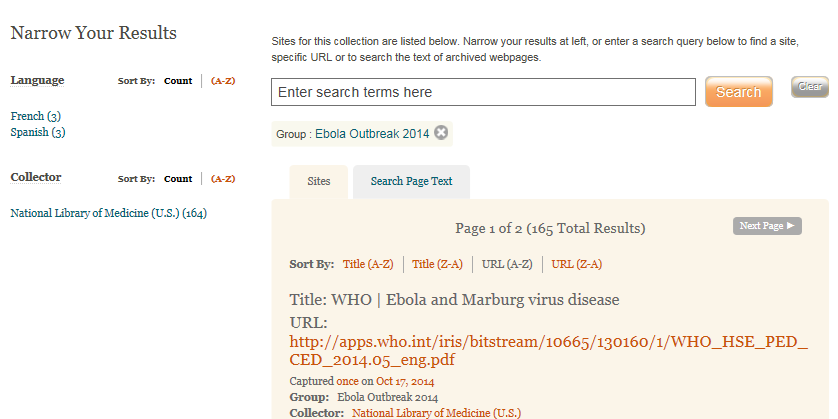 Narrow Your Results
Language Sort By: Count (A-Z)
French (3)
Spanish (3)
Collector Sort By: Count (A-Z)
National Library of Medicine (U.S.) (164)
Sites for this collection are listed below. Narrow your results at left, or enter a search query below to find a site,
specific URL or to search the text of archived webpages.
Enter search terms here Search Clear
Group : Ebola Outbreak 2014
Sites Search Page Text
Page 1 of 2 (165 Total Results) Next Page
Sort By: Title (A-Z) Title (Z-A) URL (A-Z) URL (Z-A)
Title: WHO | Ebola and Marburg virus disease
URL:
http://apps.who.int/iris/bitstream/10665/130160/1/WHO_HSE_PED_
CED_2014.05_eng.pdf
Captured once on Oct 17, 2014
Group: Ebola Outbreak 2014
Collector: National Library of Medicine (U.S.)